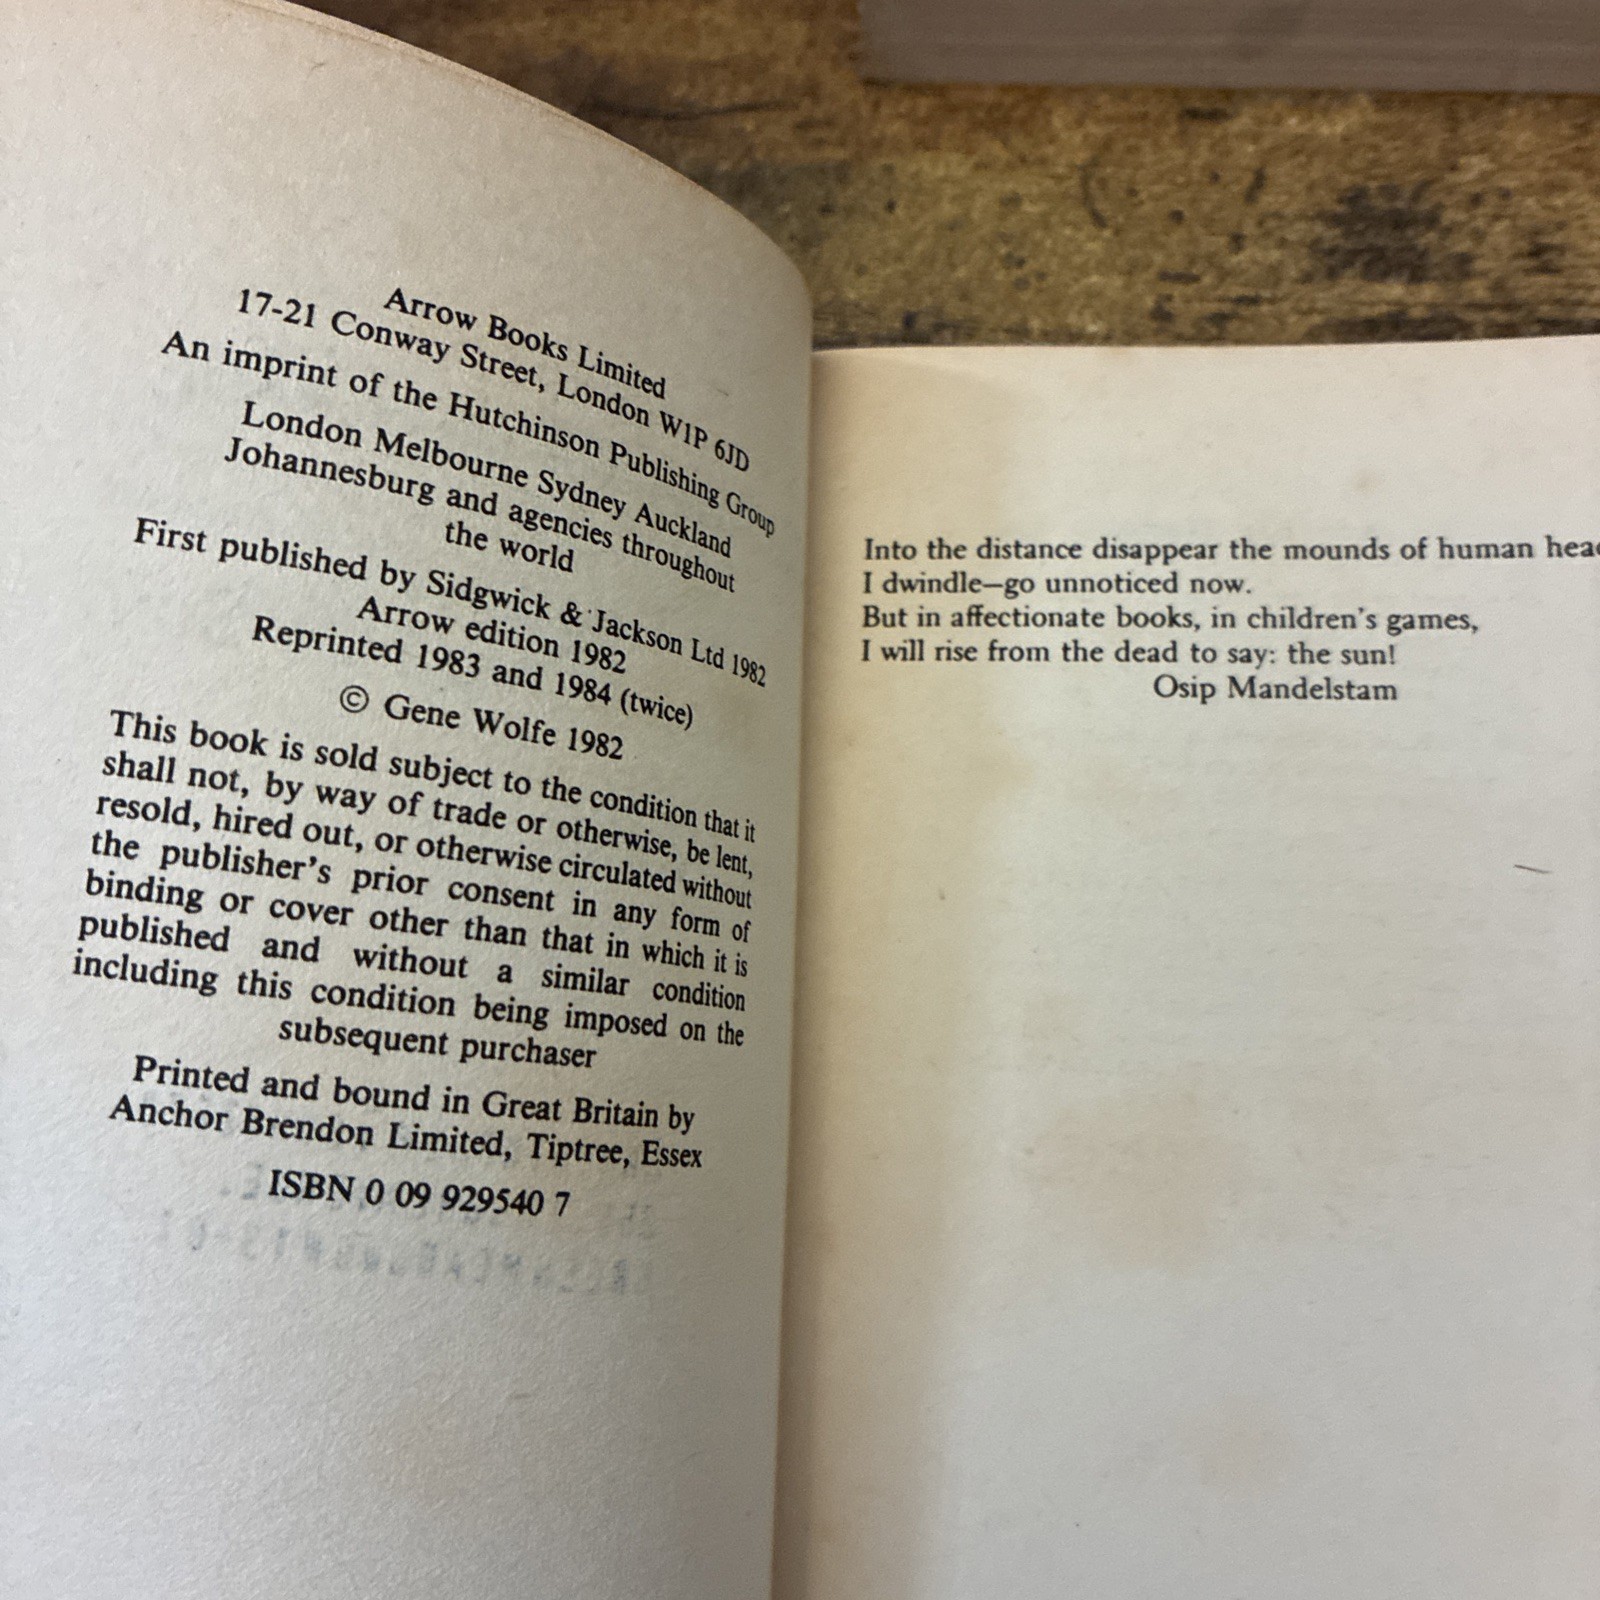 Arrow Books Limited
17-21 Conway Street, London W1P 6JD
An imprint of the Hutchinson Publishing Group
London Melbourne Sydney Auckland
Johannesburg and agencies throughout
the world
First published by Sidgwick & Jackson Ltd 1982
Arrow edition 1982
Reprinted 1983 and 1984 (twice)
© Gene Wolfe 1982
This book is sold subject to the condition that it
shall not, by way of trade or otherwise, be lent,
resold, hired out, or otherwise circulated without
the publisher's prior consent in any form of
binding or cover other than that in which it is
published and without a similar condition
including this condition being imposed on the
subsequent purchaser
Printed and bound in Great Britain by
Anchor Brendon Limited, Tiptree, Essex
ISBN 0 09 929540 7
Into the distance disappear the mounds of human
I dwindle—go unnoticed now.
But in affectionate books, in children's games,
I will rise from the dead to say: the sun!
Osip Mandelstam